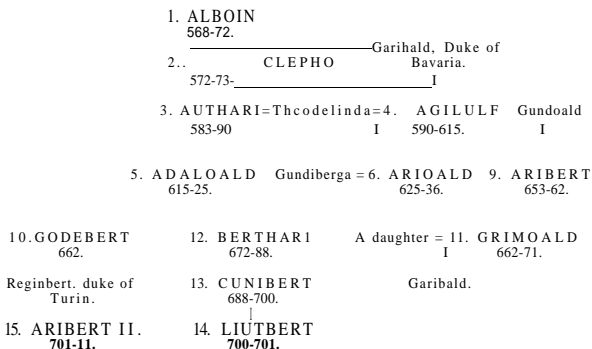 1. ALBOIN
568-72.
Garihald, Duke of
2.. CLEPHO Bavaria.
572-73- I
3. AUTHARI=Thcodelinda=4. AGILULF Gundoald
583-90 I 590-615. I
5. ADALOALD Gundiberga = 6. ARIOALD 9. ARIBERT
615-25. 625-36. 653-62.
10.GODEBERT 12. BERTHAR1 A daughter = 11. GRIMOALD
662. 672-88. I 662-71.
Reginbert. duke of 13. CUNIBERT Garibald.
Turin. 688-700.
15. ARIBERT II. 14. LIUTBERT
701-11. 700-701.